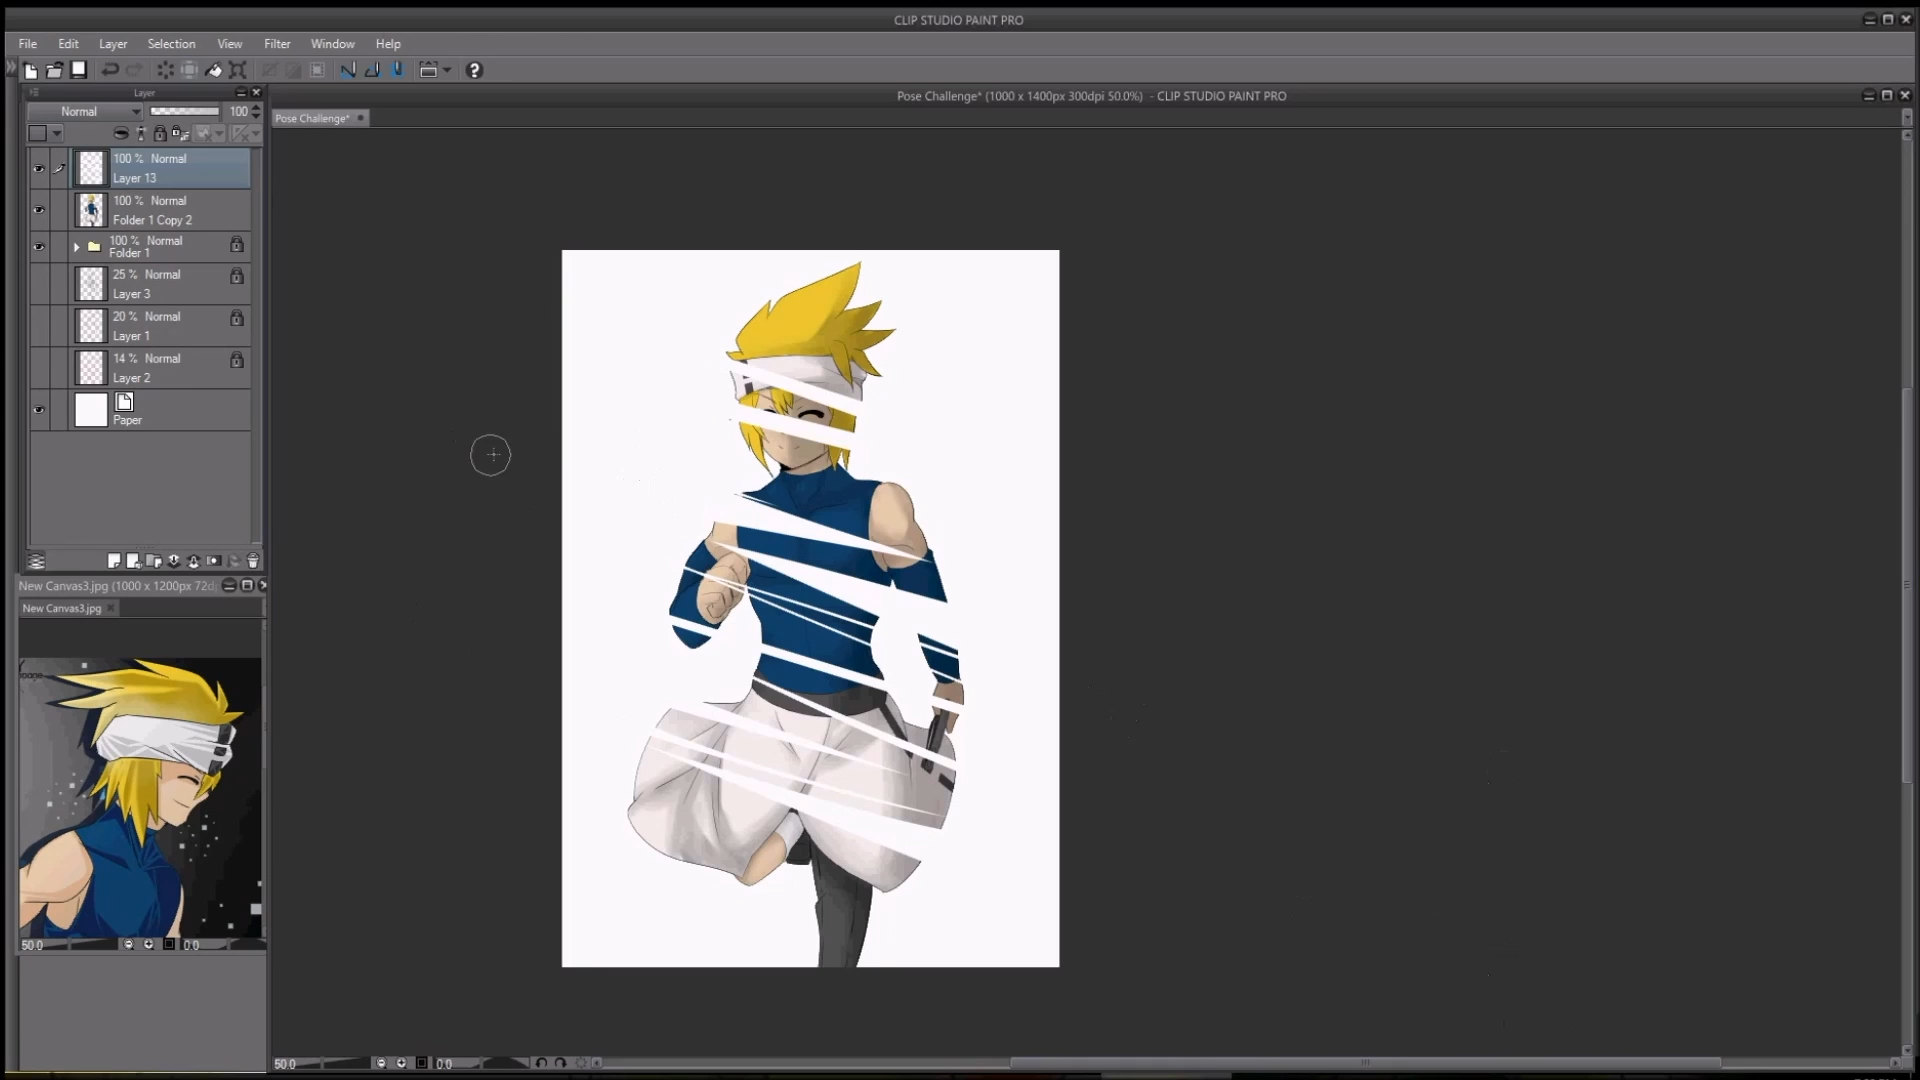 CLIP STUDIO PAINT PRO
File Edit Layer Selection View Filter Window Help
Layer
Normal 100
Pose Challenge* (1000 x 1400px 300dpi 50.0%) - CLIP STUDIO PAINT PRO
Pose Challenge*
100 % Normal
Layer 13
100 % Normal
Folder 1 Copy 2
100 % Normal
Folder 1
25 % Normal
Layer 3
20 % Normal
Layer 1
14 % Normal
Layer 2
Paper
New Canvas3.jpg (1000 x 1200px 72d
New Canvas3.jpg
50.0 0.0
50.0 0.0